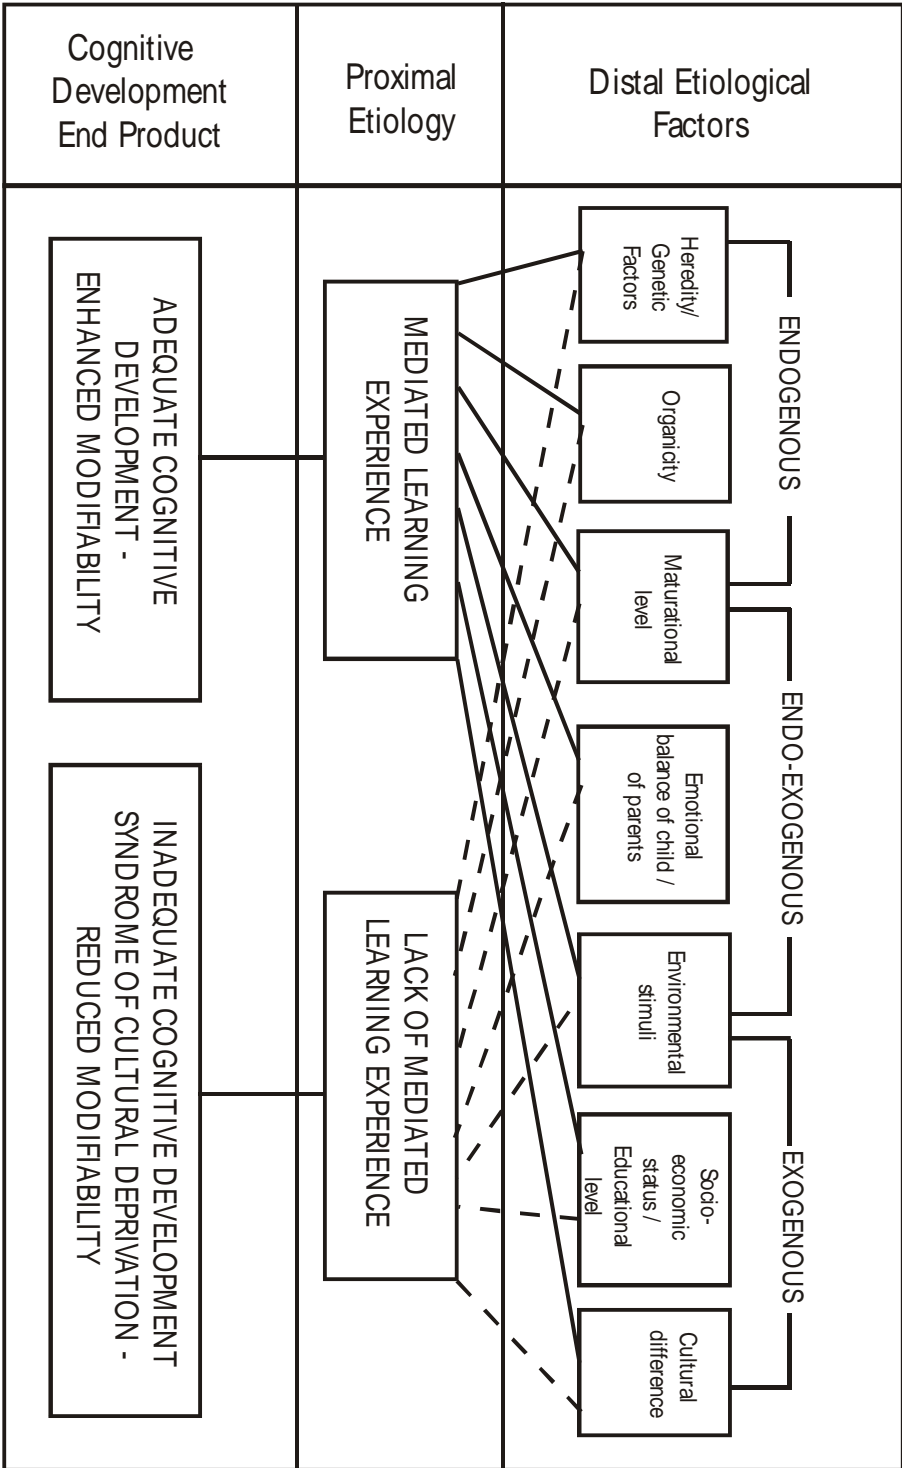 Cognitive
Development
End Product
Proximal
Etiology
Distal Etiological
Factors
ENDOGENOUS
ENDO-EXOGENOUS
EXOGENOUS
Heredity/
Genetic
Factors
Organicity
Maturational
level
Emotional
balance of child /
of parents
Environmental
stimuli
Socio-
economic
status /
Educational
level
Cultural
difference
MEDIATED LEARNING
EXPERIENCE
LACK OF MEDIATED
LEARNING EXPERIENCE
ADEQUATE COGNITIVE
DEVELOPMENT -
ENHANCED MODIFIABILITY
INADEQUATE COGNITIVE DEVELOPMENT
SYNDROME OF CULTURAL DEPRIVATION -
REDUCED MODIFIABILITY